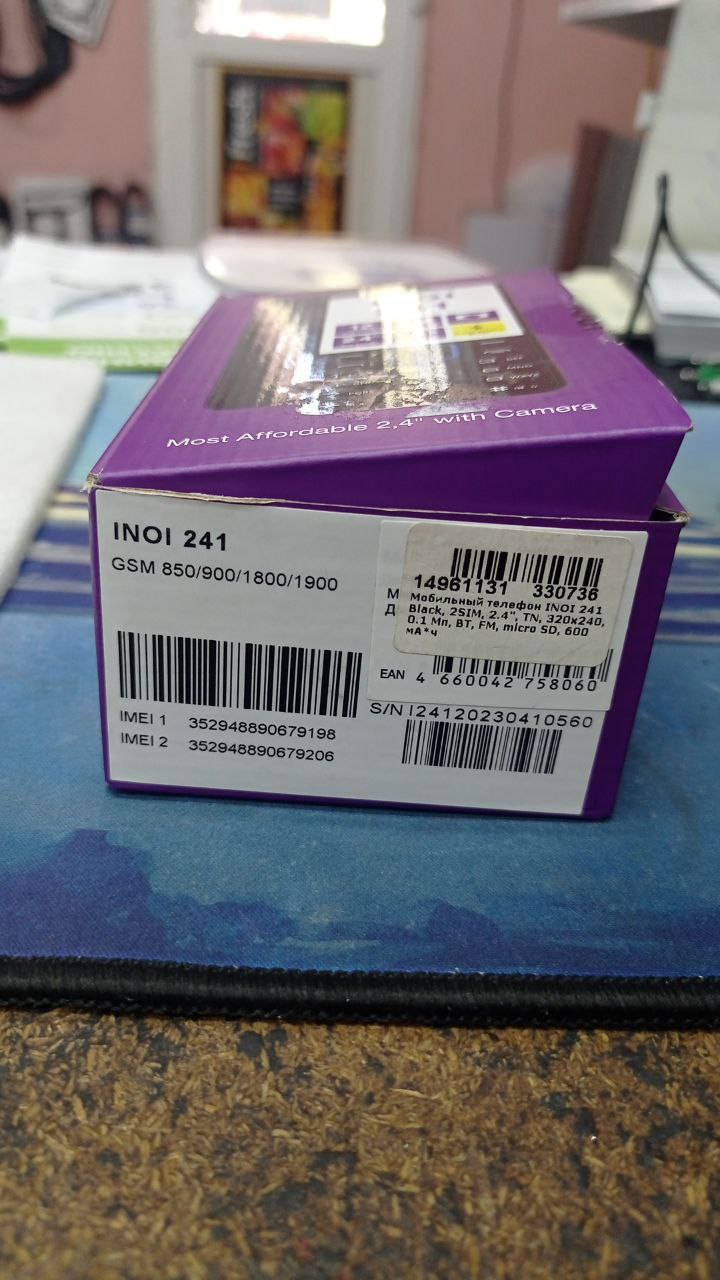 Most Affordable 2,4" with Camera
INOI 241
GSM 850/900/1800/1900
14961131 330736
Мобильный телефон INOI 241
Black, 2SIM, 2.4", TN, 320x240,
0.1 Мп, BT, FM, micro SD, 600
мА*ч
EAN 4 660042 758060
S/N I24120230410560
IMEI 1 352948890679198
IMEI 2 352948890679206